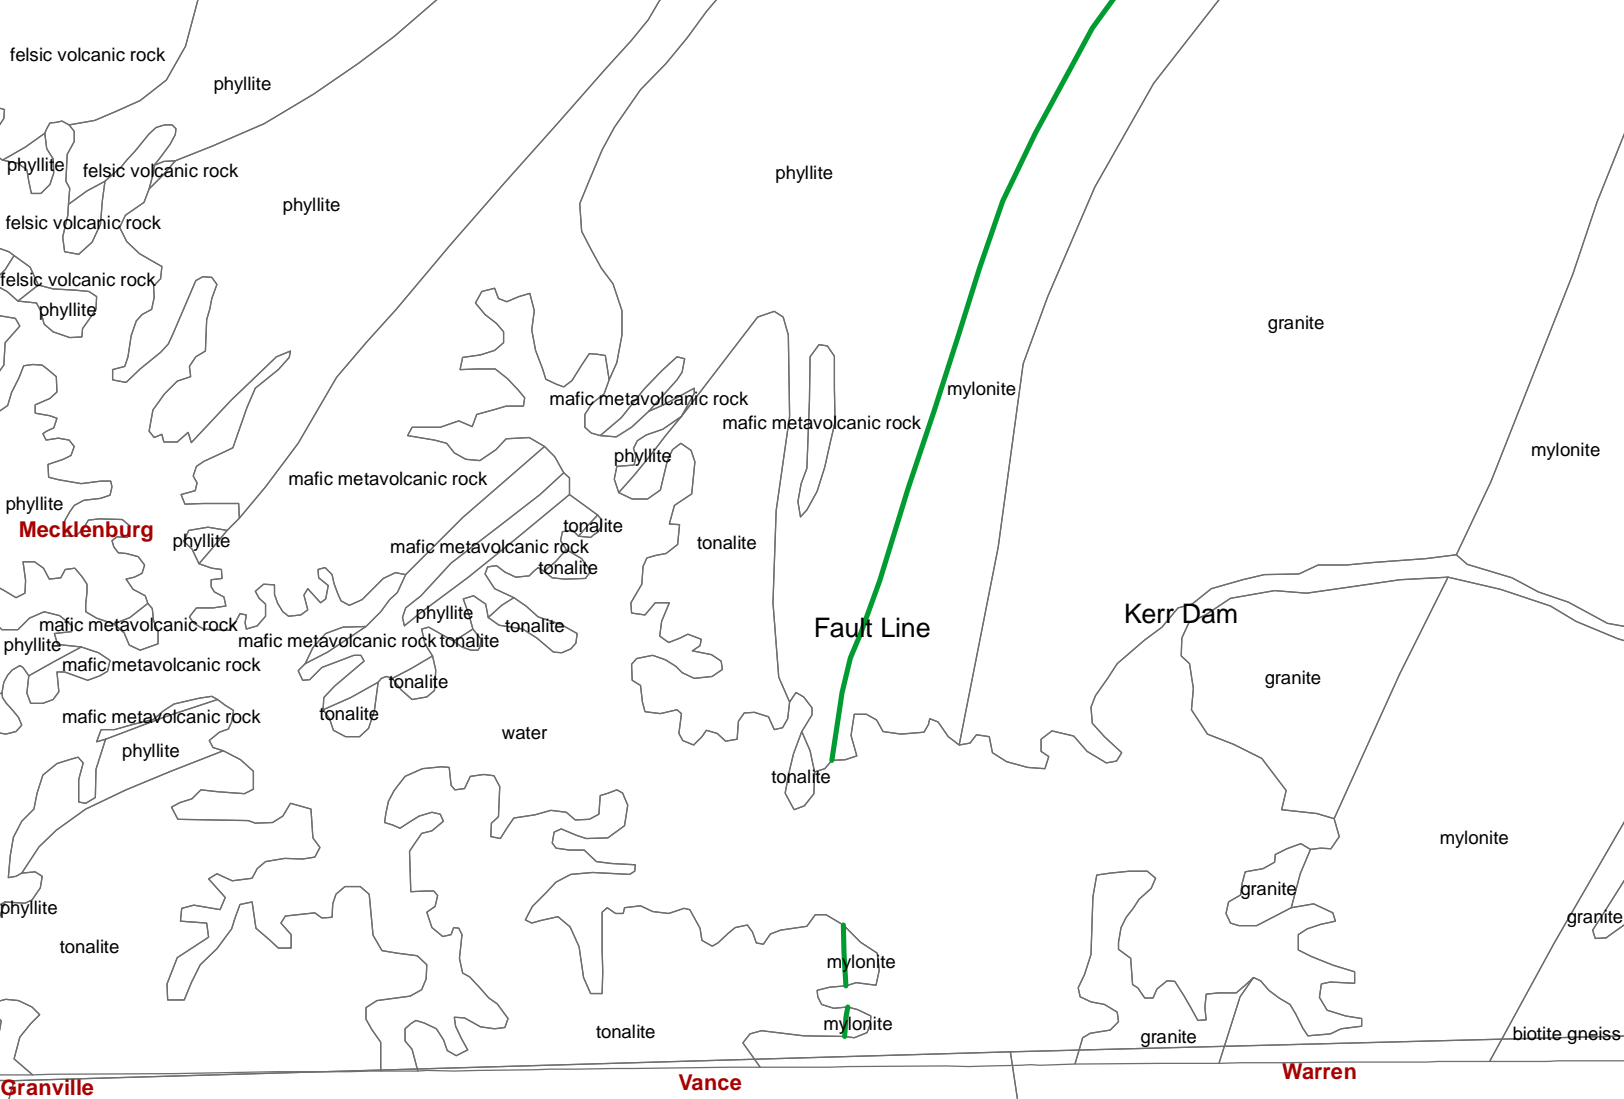 felsic volcanic rock
phyllite
phyllite
felsic volcanic rock
phyllite
phyllite
felsic volcanic rock
felsic volcanic rock
phyllite
granite
mylonite
mafic metavolcanic rock
mafic metavolcanic rock
mylonite
phyllite
mafic metavolcanic rock
phyllite
Mecklenburg
tonalite
phyllite
mafic metavolcanic rock
tonalite
tonalite
phyllite
Fault Line
Kerr Dam
mafic metavolcanic rock
tonalite
phyllite
mafic metavolcanic rock
tonalite
mafic metavolcanic rock
tonalite
granite
mafic metavolcanic rock
tonalite
water
phyllite
tonalite
mylonite
granite
phyllite
granite
tonalite
mylonite
mylonite
tonalite
granite
biotite gneiss
Granville
Vance
Warren